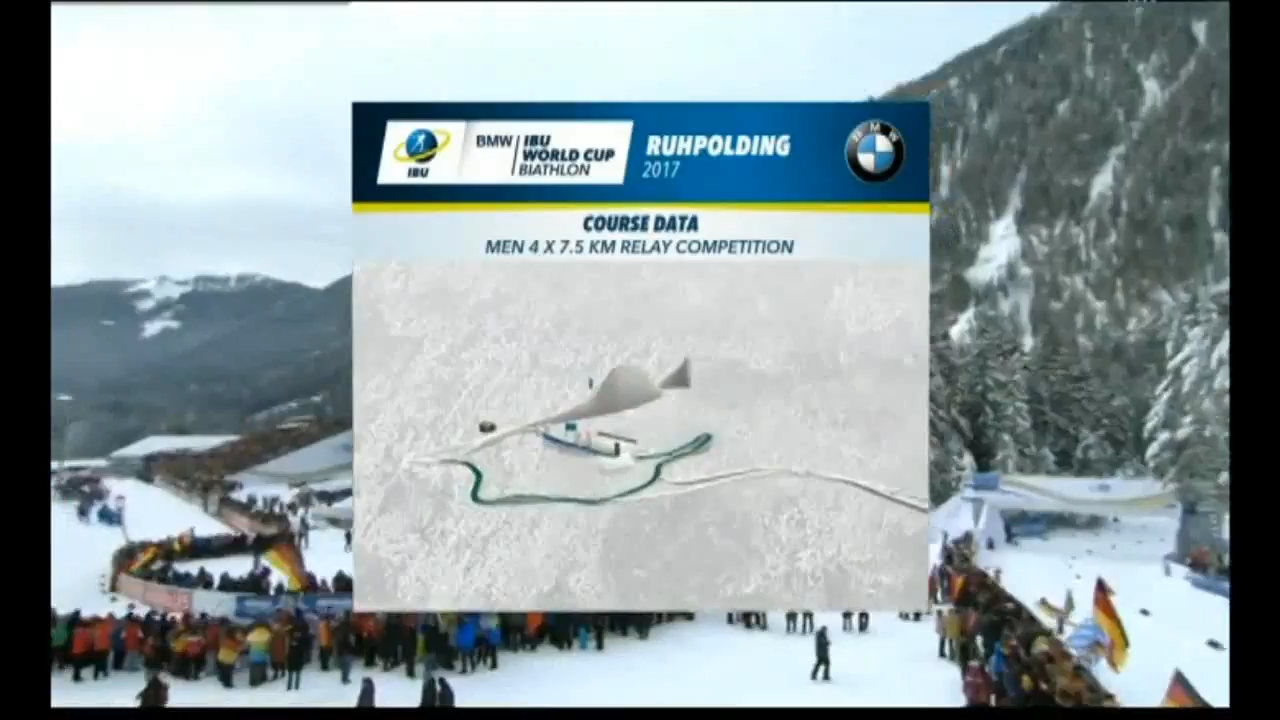 IBU
BMW IBU
WORLD CUP
BIATHLON
RUHPOLDING
2017
BMW
COURSE DATA
MEN 4 X 7.5 KM RELAY COMPETITION